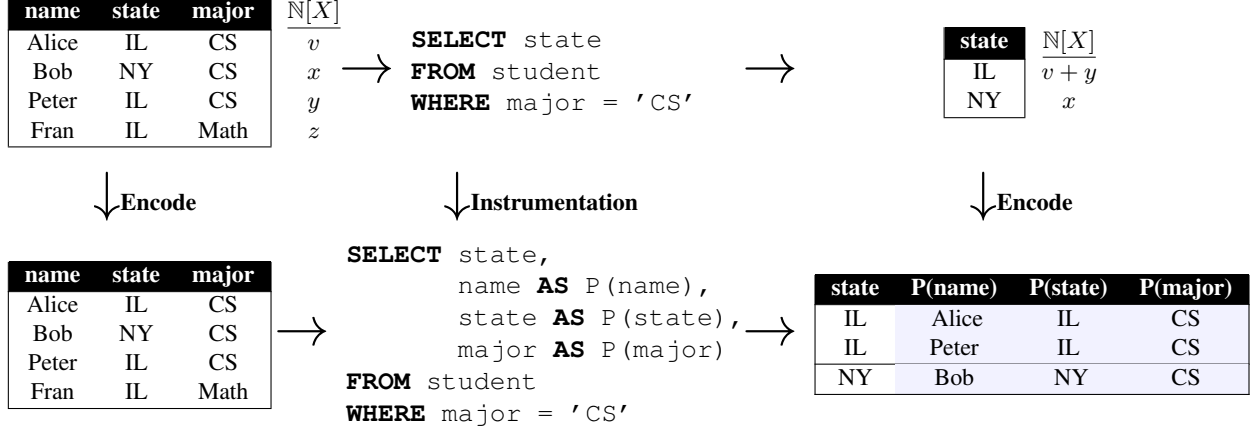 name state major ℕ[X]
Alice IL CS v
Bob NY CS x
Peter IL CS y
Fran IL Math z
SELECT state
FROM student
WHERE major = 'CS'
state ℕ[X]
IL v + y
NY x
Encode
Instrumentation
Encode
name state major
Alice IL CS
Bob NY CS
Peter IL CS
Fran IL Math
SELECT state,
name AS P(name),
state AS P(state),
major AS P(major)
FROM student
WHERE major = 'CS'
state P(name) P(state) P(major)
IL Alice IL CS
IL Peter IL CS
NY Bob NY CS